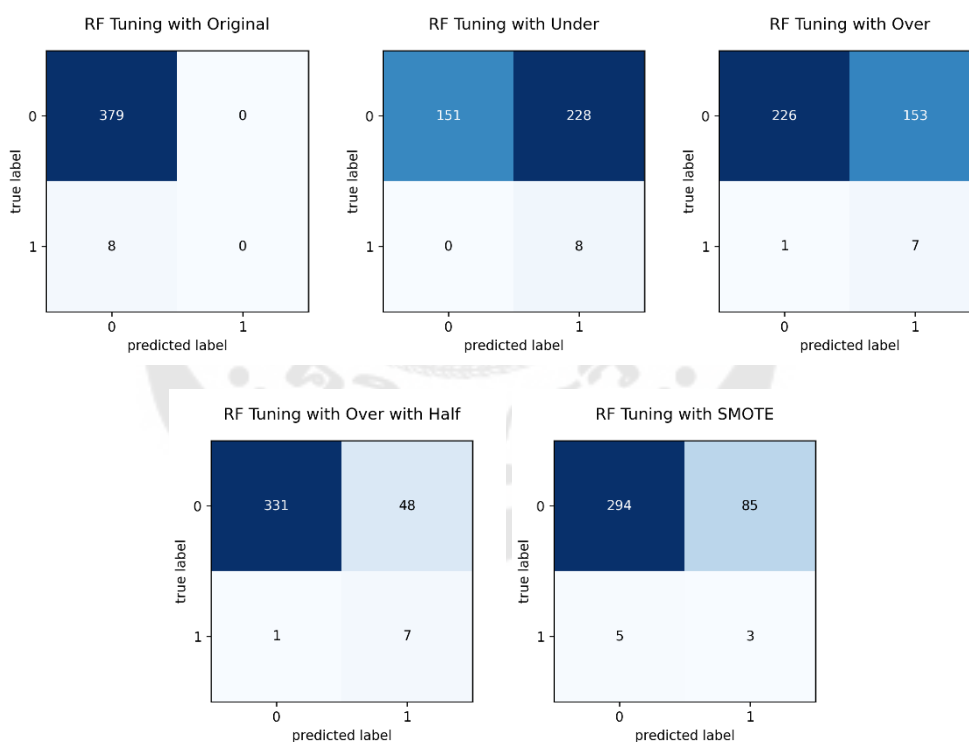 RF Tuning with Original
0
379
0
true label
1
8
0
0
1
predicted label
RF Tuning with Under
0
151
228
true label
1
0
8
0
1
predicted label
RF Tuning with Over
0
226
153
true label
1
1
7
0
1
predicted label
RF Tuning with Over with Half
0
331
48
true label
1
1
7
0
1
predicted label
RF Tuning with SMOTE
0
294
85
true label
1
5
3
0
1
predicted label